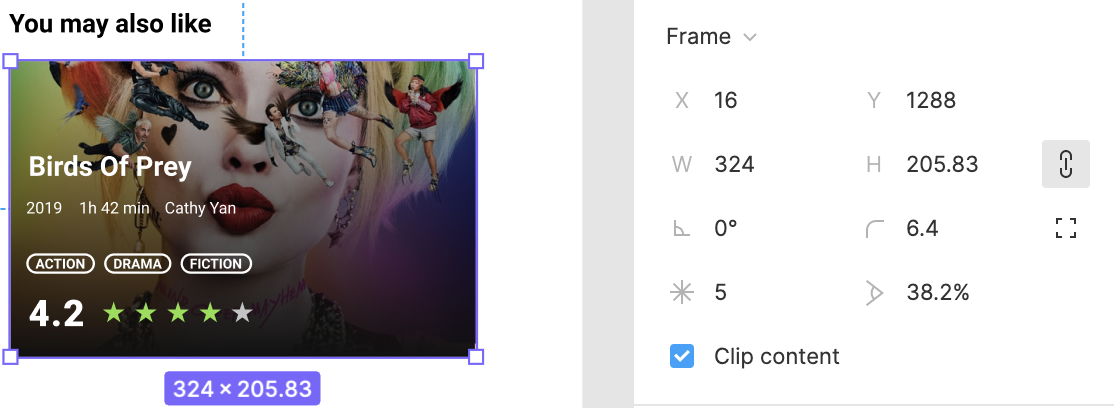 You may also like
Birds Of Prey
2019 1h 42 min Cathy Yan
ACTION DRAMA FICTION
4.2
324 × 205.83
Frame
X 16 Y 1288
W 324 H 205.83
0° 6.4
5 38.2%
Clip content